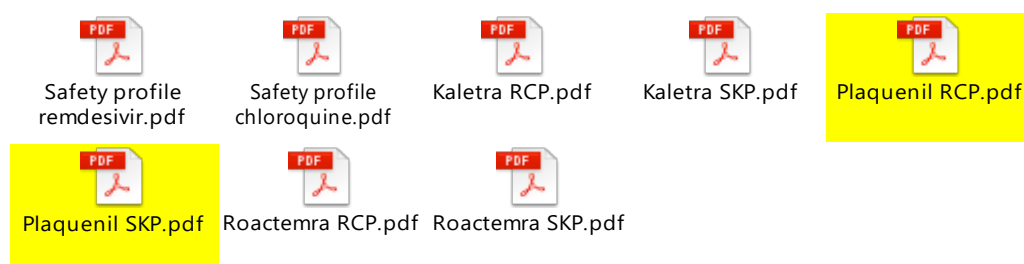 PDF PDF PDF PDF PDF
Safety profile Safety profile Kaletra RCP.pdf Kaletra SKP.pdf Plaquenil RCP.pdf
remdesivir.pdf chloroquine.pdf
PDF PDF PDF
Plaquenil SKP.pdf Roactemra RCP.pdf Roactemra SKP.pdf